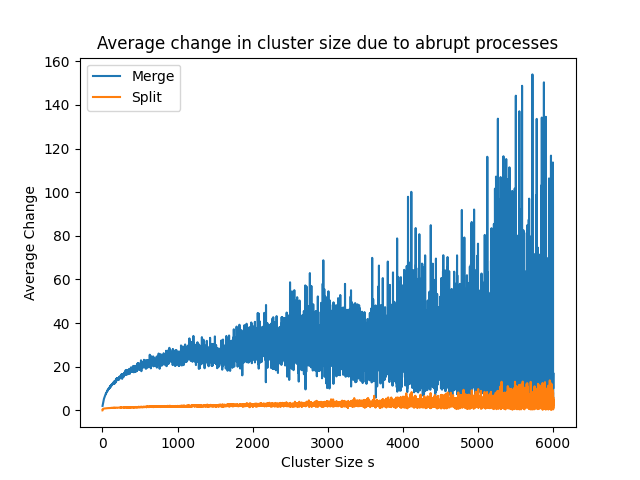 Average change in cluster size due to abrupt processes
Merge
Split
160
140
120
100
80
60
40
20
0
Average Change
0 1000 2000 3000 4000 5000 6000
Cluster Size s